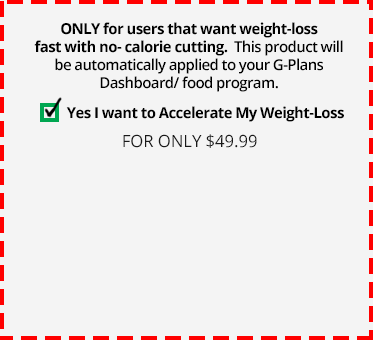 ONLY for users that want weight-loss
fast with no- calorie cutting. This product will
be automatically applied to your G-Plans
Dashboard/ food program.
Yes I want to Accelerate My Weight-Loss
FOR ONLY $49.99